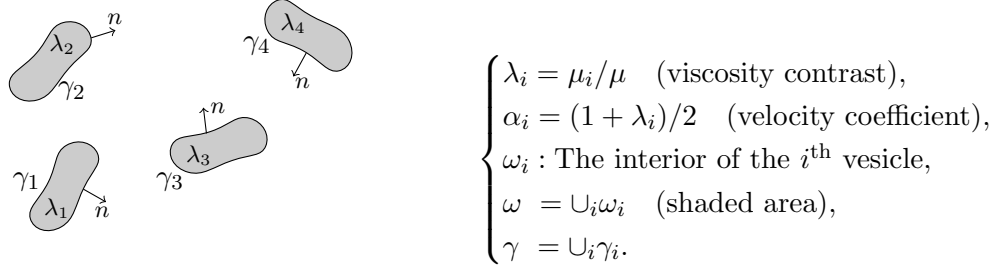 n
λ₂
γ₂
λ₄
γ₄
n
n
λ₃
γ₃
γ₁
λ₁
n
λᵢ = μᵢ/μ (viscosity contrast),
αᵢ = (1 + λᵢ)/2 (velocity coefficient),
ωᵢ : The interior of the iᵗʰ vesicle,
ω = ∪ᵢωᵢ (shaded area),
γ = ∪ᵢγᵢ.